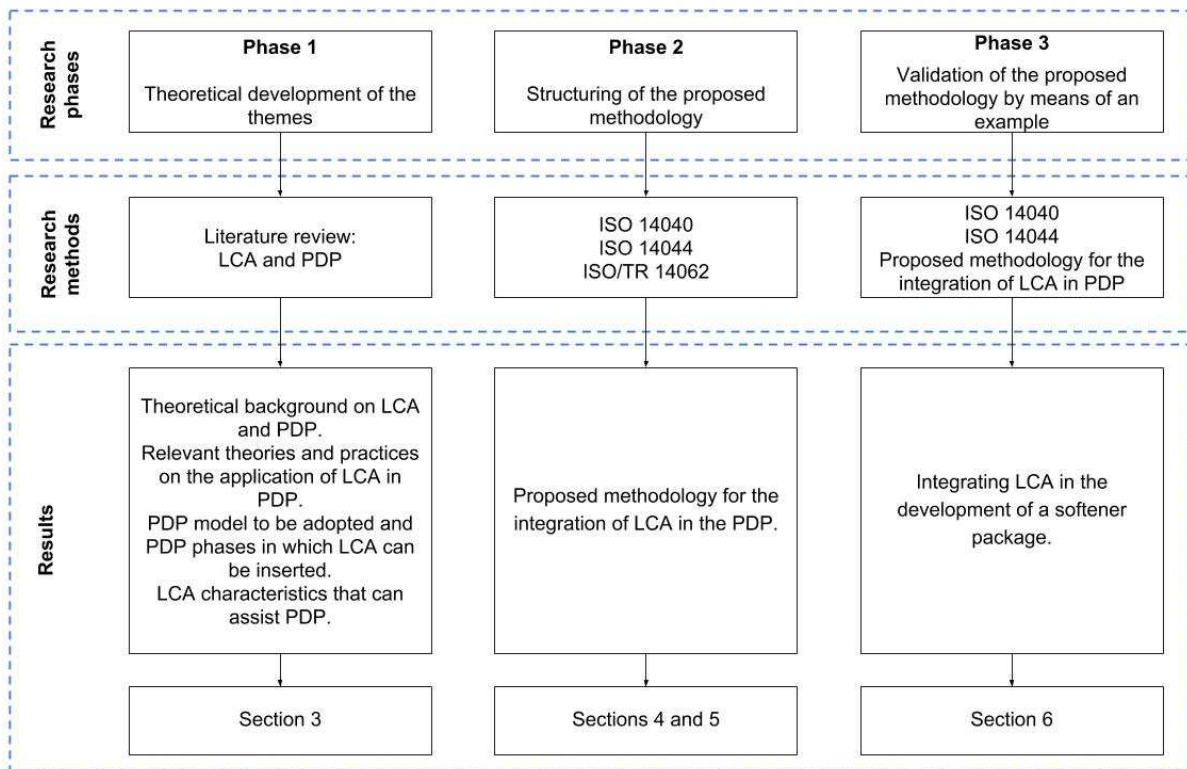 Research
phases
Phase 1
Theoretical development of the
themes
Phase 2
Structuring of the proposed
methodology
Phase 3
Validation of the proposed
methodology by means of an
example
Research
methods
Literature review:
LCA and PDP
ISO 14040
ISO 14044
ISO/TR 14062
ISO 14040
ISO 14044
Proposed methodology for the
integration of LCA in PDP
Results
Theoretical background on LCA
and PDP.
Relevant theories and practices
on the application of LCA in
PDP.
PDP model to be adopted and
PDP phases in which LCA can
be inserted.
LCA characteristics that can
assist PDP.
Proposed methodology for the
integration of LCA in the PDP.
Integrating LCA in the
development of a softener
package.
Section 3
Sections 4 and 5
Section 6